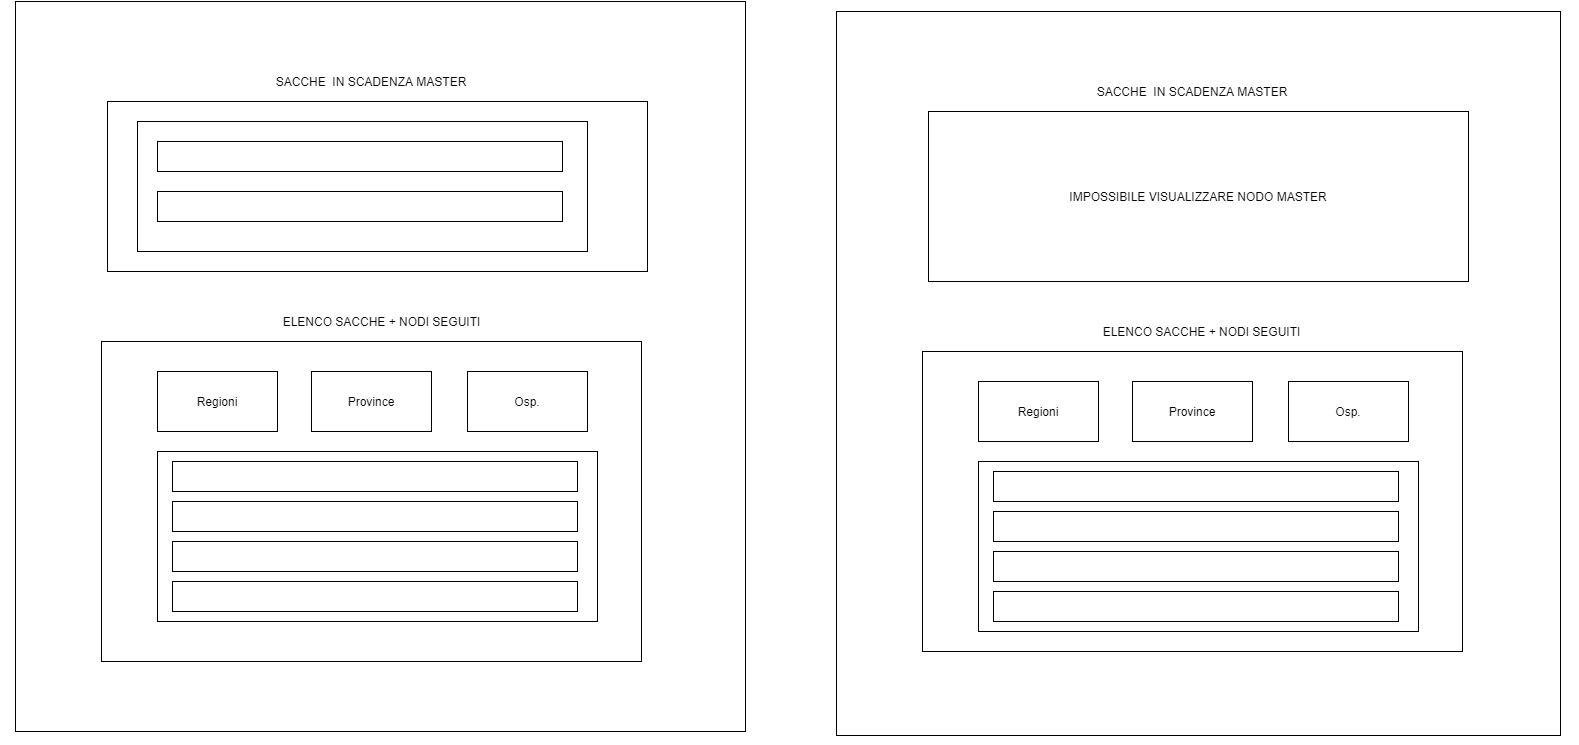 SACCHE  IN SCADENZA MASTER
ELENCO SACCHE + NODI SEGUITI
Regioni
Province
Osp.
SACCHE  IN SCADENZA MASTER
IMPOSSIBILE VISUALIZZARE NODO MASTER
ELENCO SACCHE + NODI SEGUITI
Regioni
Province
Osp.